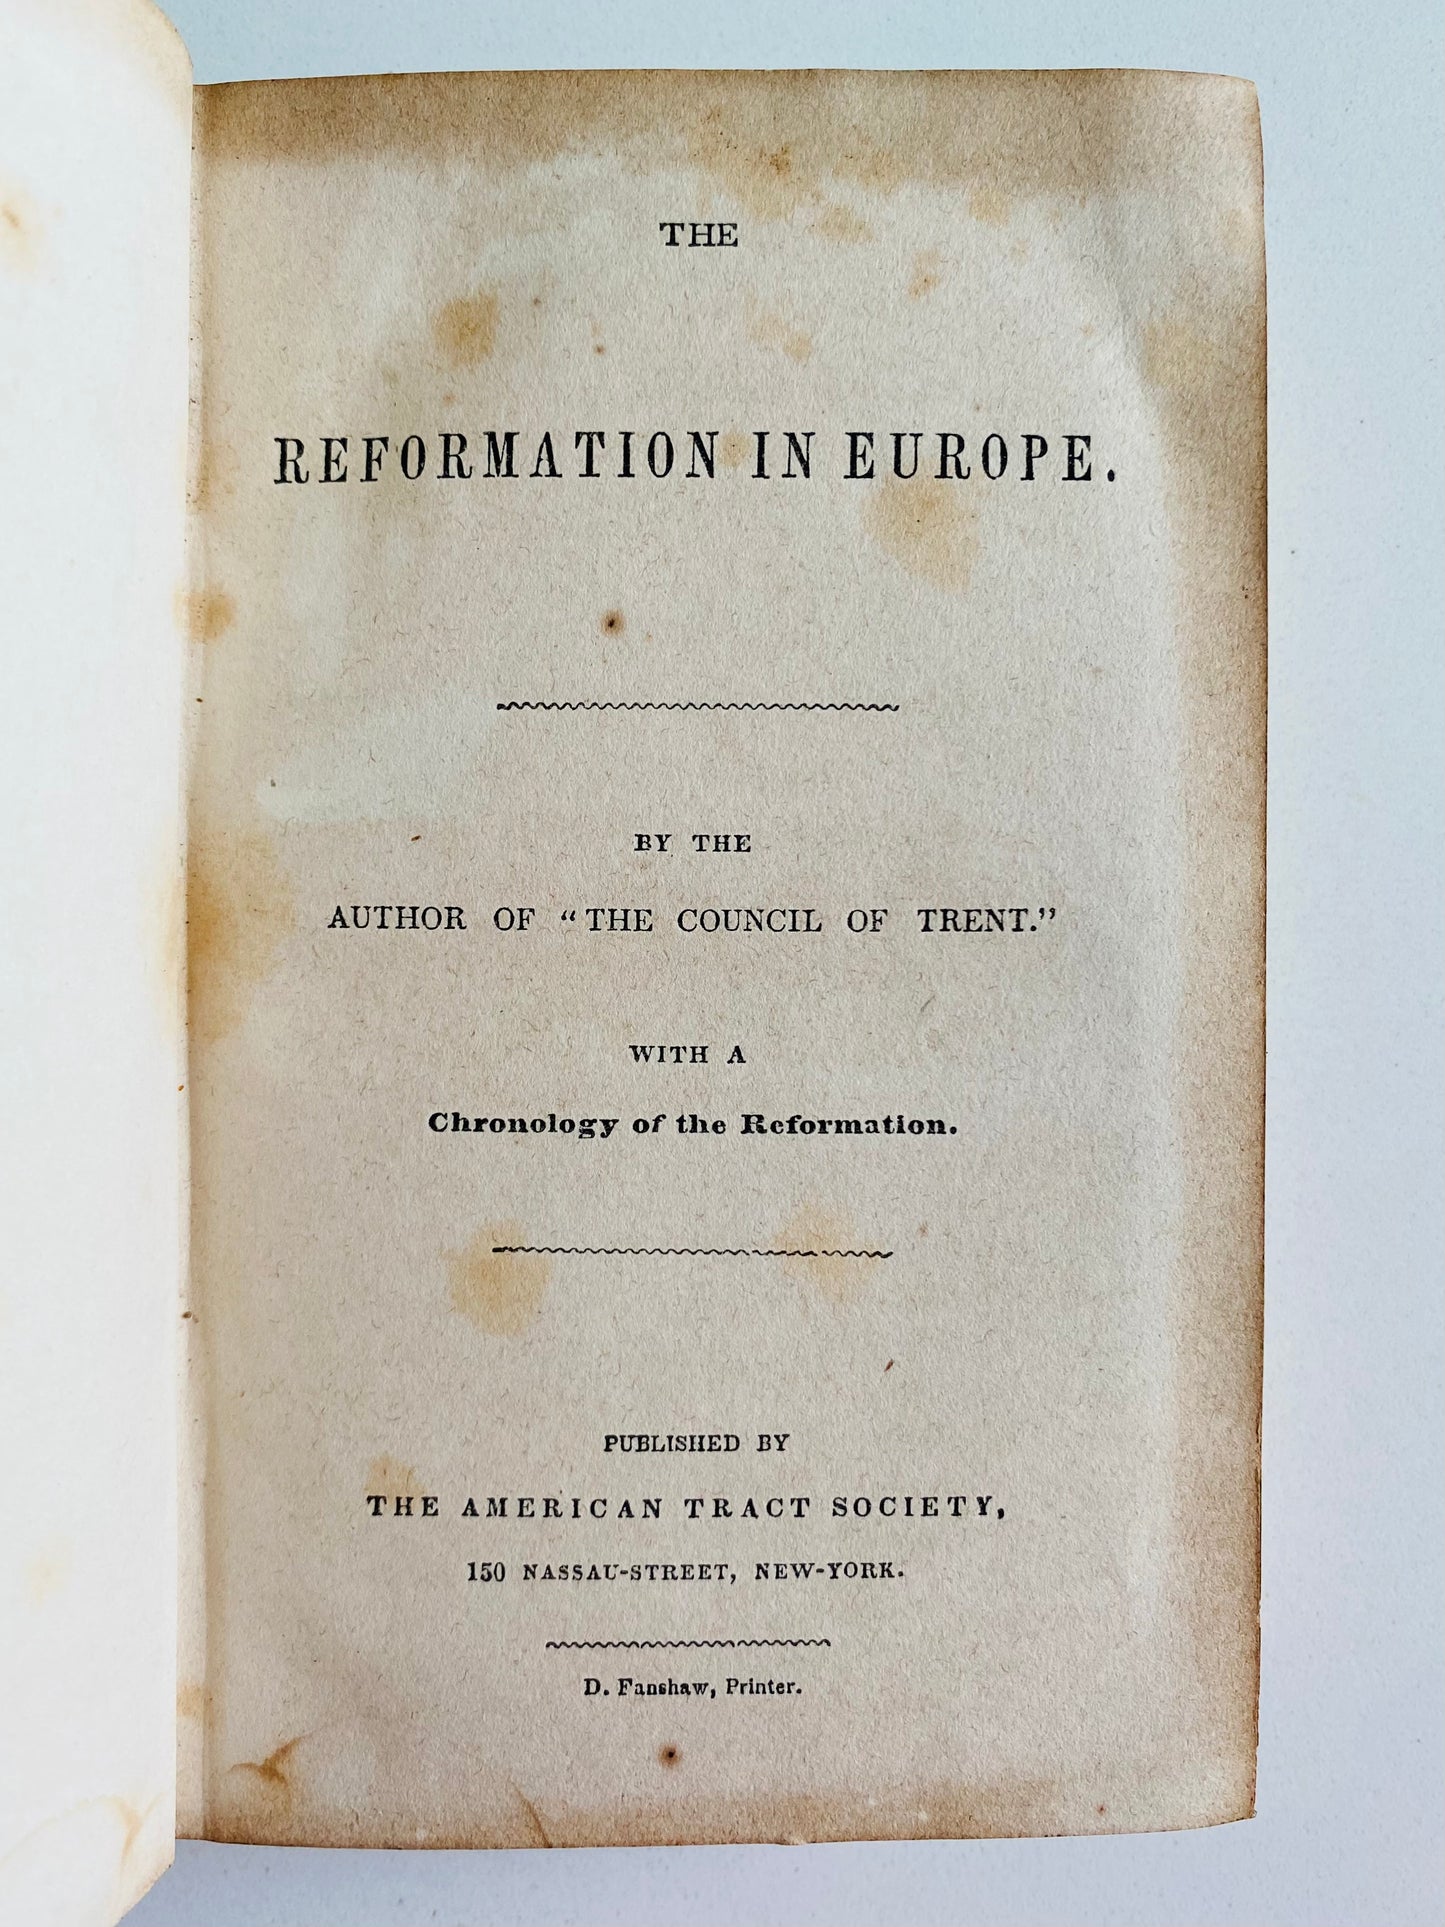 THE
REFORMATION IN EUROPE.
BY THE
AUTHOR OF "THE COUNCIL OF TRENT."
WITH A
Chronology of the Reformation.
PUBLISHED BY
THE AMERICAN TRACT SOCIETY,
150 NASSAU-STREET, NEW-YORK.
D. Fanshaw, Printer.